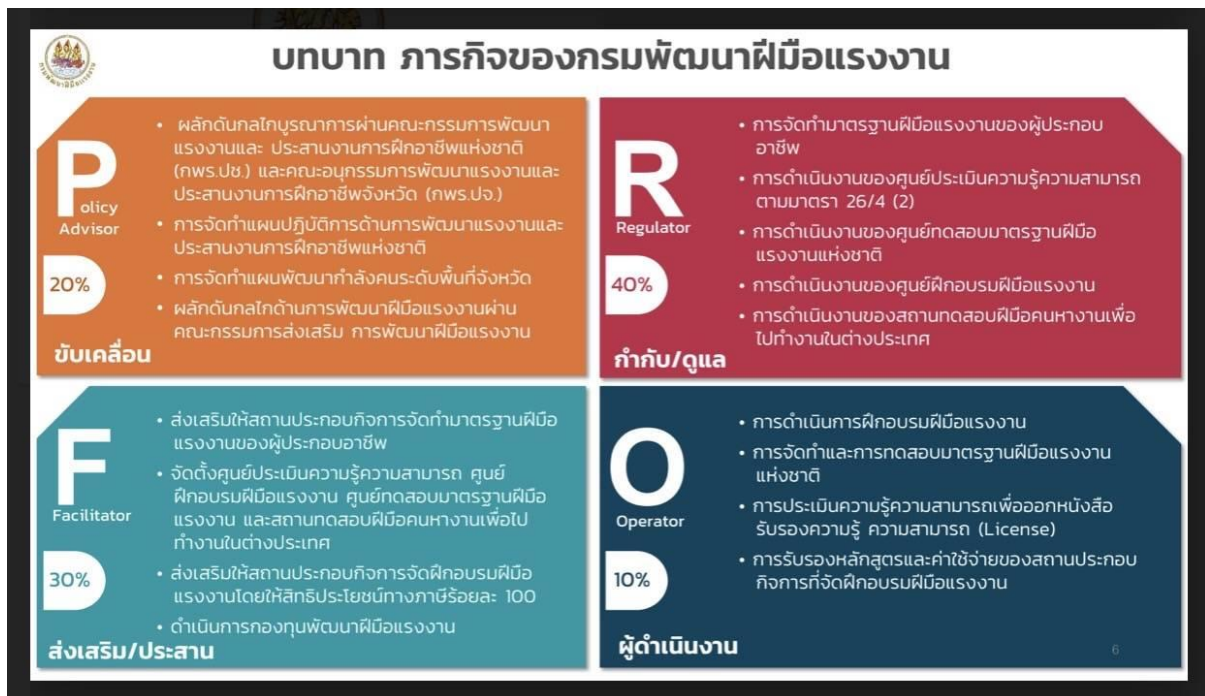 บทบาท ภารกิจของกรมพัฒนาฝีมือแรงงาน
Policy
Advisor
20%
ขับเคลื่อน
• ผลักดันกลไกบูรณาการผ่านคณะกรรมการพัฒนา
แรงงานและ ประสานงานการฝึกอาชีพแห่งชาติ
(กพร.ปช.) และคณะอนุกรรมการพัฒนาแรงงานและ
ประสานงานการฝึกอาชีพจังหวัด (กพร.ปจ.)
• การจัดทำแผนปฏิบัติการด้านการพัฒนาแรงงานและ
ประสานงานการฝึกอาชีพแห่งชาติ
• การจัดทำแผนพัฒนากำลังคนระดับพื้นที่จังหวัด
• ผลักดันกลไกด้านการพัฒนาฝีมือแรงงานผ่าน
คณะกรรมการส่งเสริม การพัฒนาฝีมือแรงงาน
R
Regulator
40%
กำกับ/ดูแล
• การจัดทำมาตรฐานฝีมือแรงงานของผู้ประกอบ
อาชีพ
• การดำเนินงานของศูนย์ประเมินความรู้ความสามารถ
ตามมาตรา 26/4 (2)
• การดำเนินงานของศูนย์ทดสอบมาตรฐานฝีมือ
แรงงานแห่งชาติ
• การดำเนินงานของศูนย์ฝึกอบรมฝีมือแรงงาน
• การดำเนินงานของสถานทดสอบฝีมือคนหางานเพื่อ
ไปทำงานในต่างประเทศ
F
Facilitator
30%
ส่งเสริม/ประสาน
• ส่งเสริมให้สถานประกอบกิจการจัดทำมาตรฐานฝีมือ
แรงงานของผู้ประกอบอาชีพ
• จัดตั้งศูนย์ประเมินความรู้ความสามารถ ศูนย์
ฝึกอบรมฝีมือแรงงาน ศูนย์ทดสอบมาตรฐานฝีมือ
แรงงาน และสถานทดสอบฝีมือคนหางานเพื่อไป
ทำงานในต่างประเทศ
• ส่งเสริมให้สถานประกอบกิจการจัดฝึกอบรมฝีมือ
แรงงานโดยให้สิทธิประโยชน์ทางภาษีร้อยละ 100
• ดำเนินการกองทุนพัฒนาฝีมือแรงงาน
O
Operator
10%
ผู้ดำเนินงาน
• การดำเนินการฝึกอบรมฝีมือแรงงาน
• การจัดทำและการทดสอบมาตรฐานฝีมือแรงงาน
แห่งชาติ
• การประเมินความรู้ความสามารถเพื่อออกหนังสือ
รับรองความรู้ ความสามารถ (License)
• การรับรองหลักสูตรและค่าใช้จ่ายของสถานประกอบ
กิจการที่จัดฝึกอบรมฝีมือแรงงาน
6